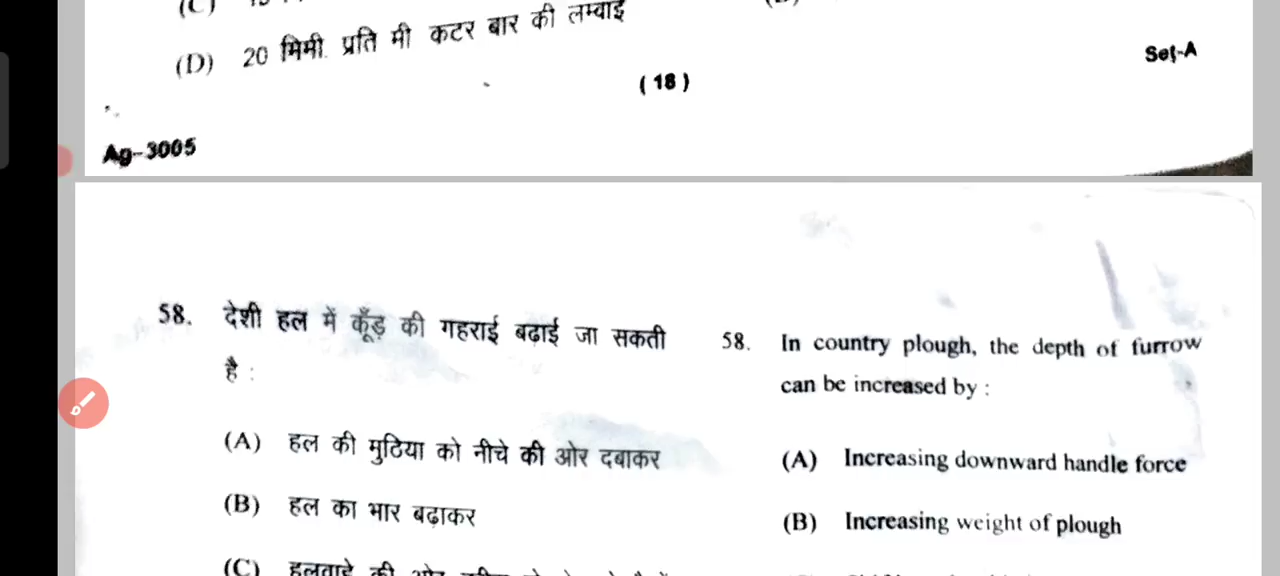 (D) 20 मिमी. प्रति मी कटर बार की लम्बाई
Set-A
(18)
Ag-3005
58. देशी हल में कूँड़ की गहराई बढ़ाई जा सकती
है :
(A) हल की मुठिया को नीचे की ओर दबाकर
(B) हल का भार बढ़ाकर
(C) हलवाहे की ओर
58. In country plough, the depth of furrow
can be increased by :
(A) Increasing downward handle force
(B) Increasing weight of plough